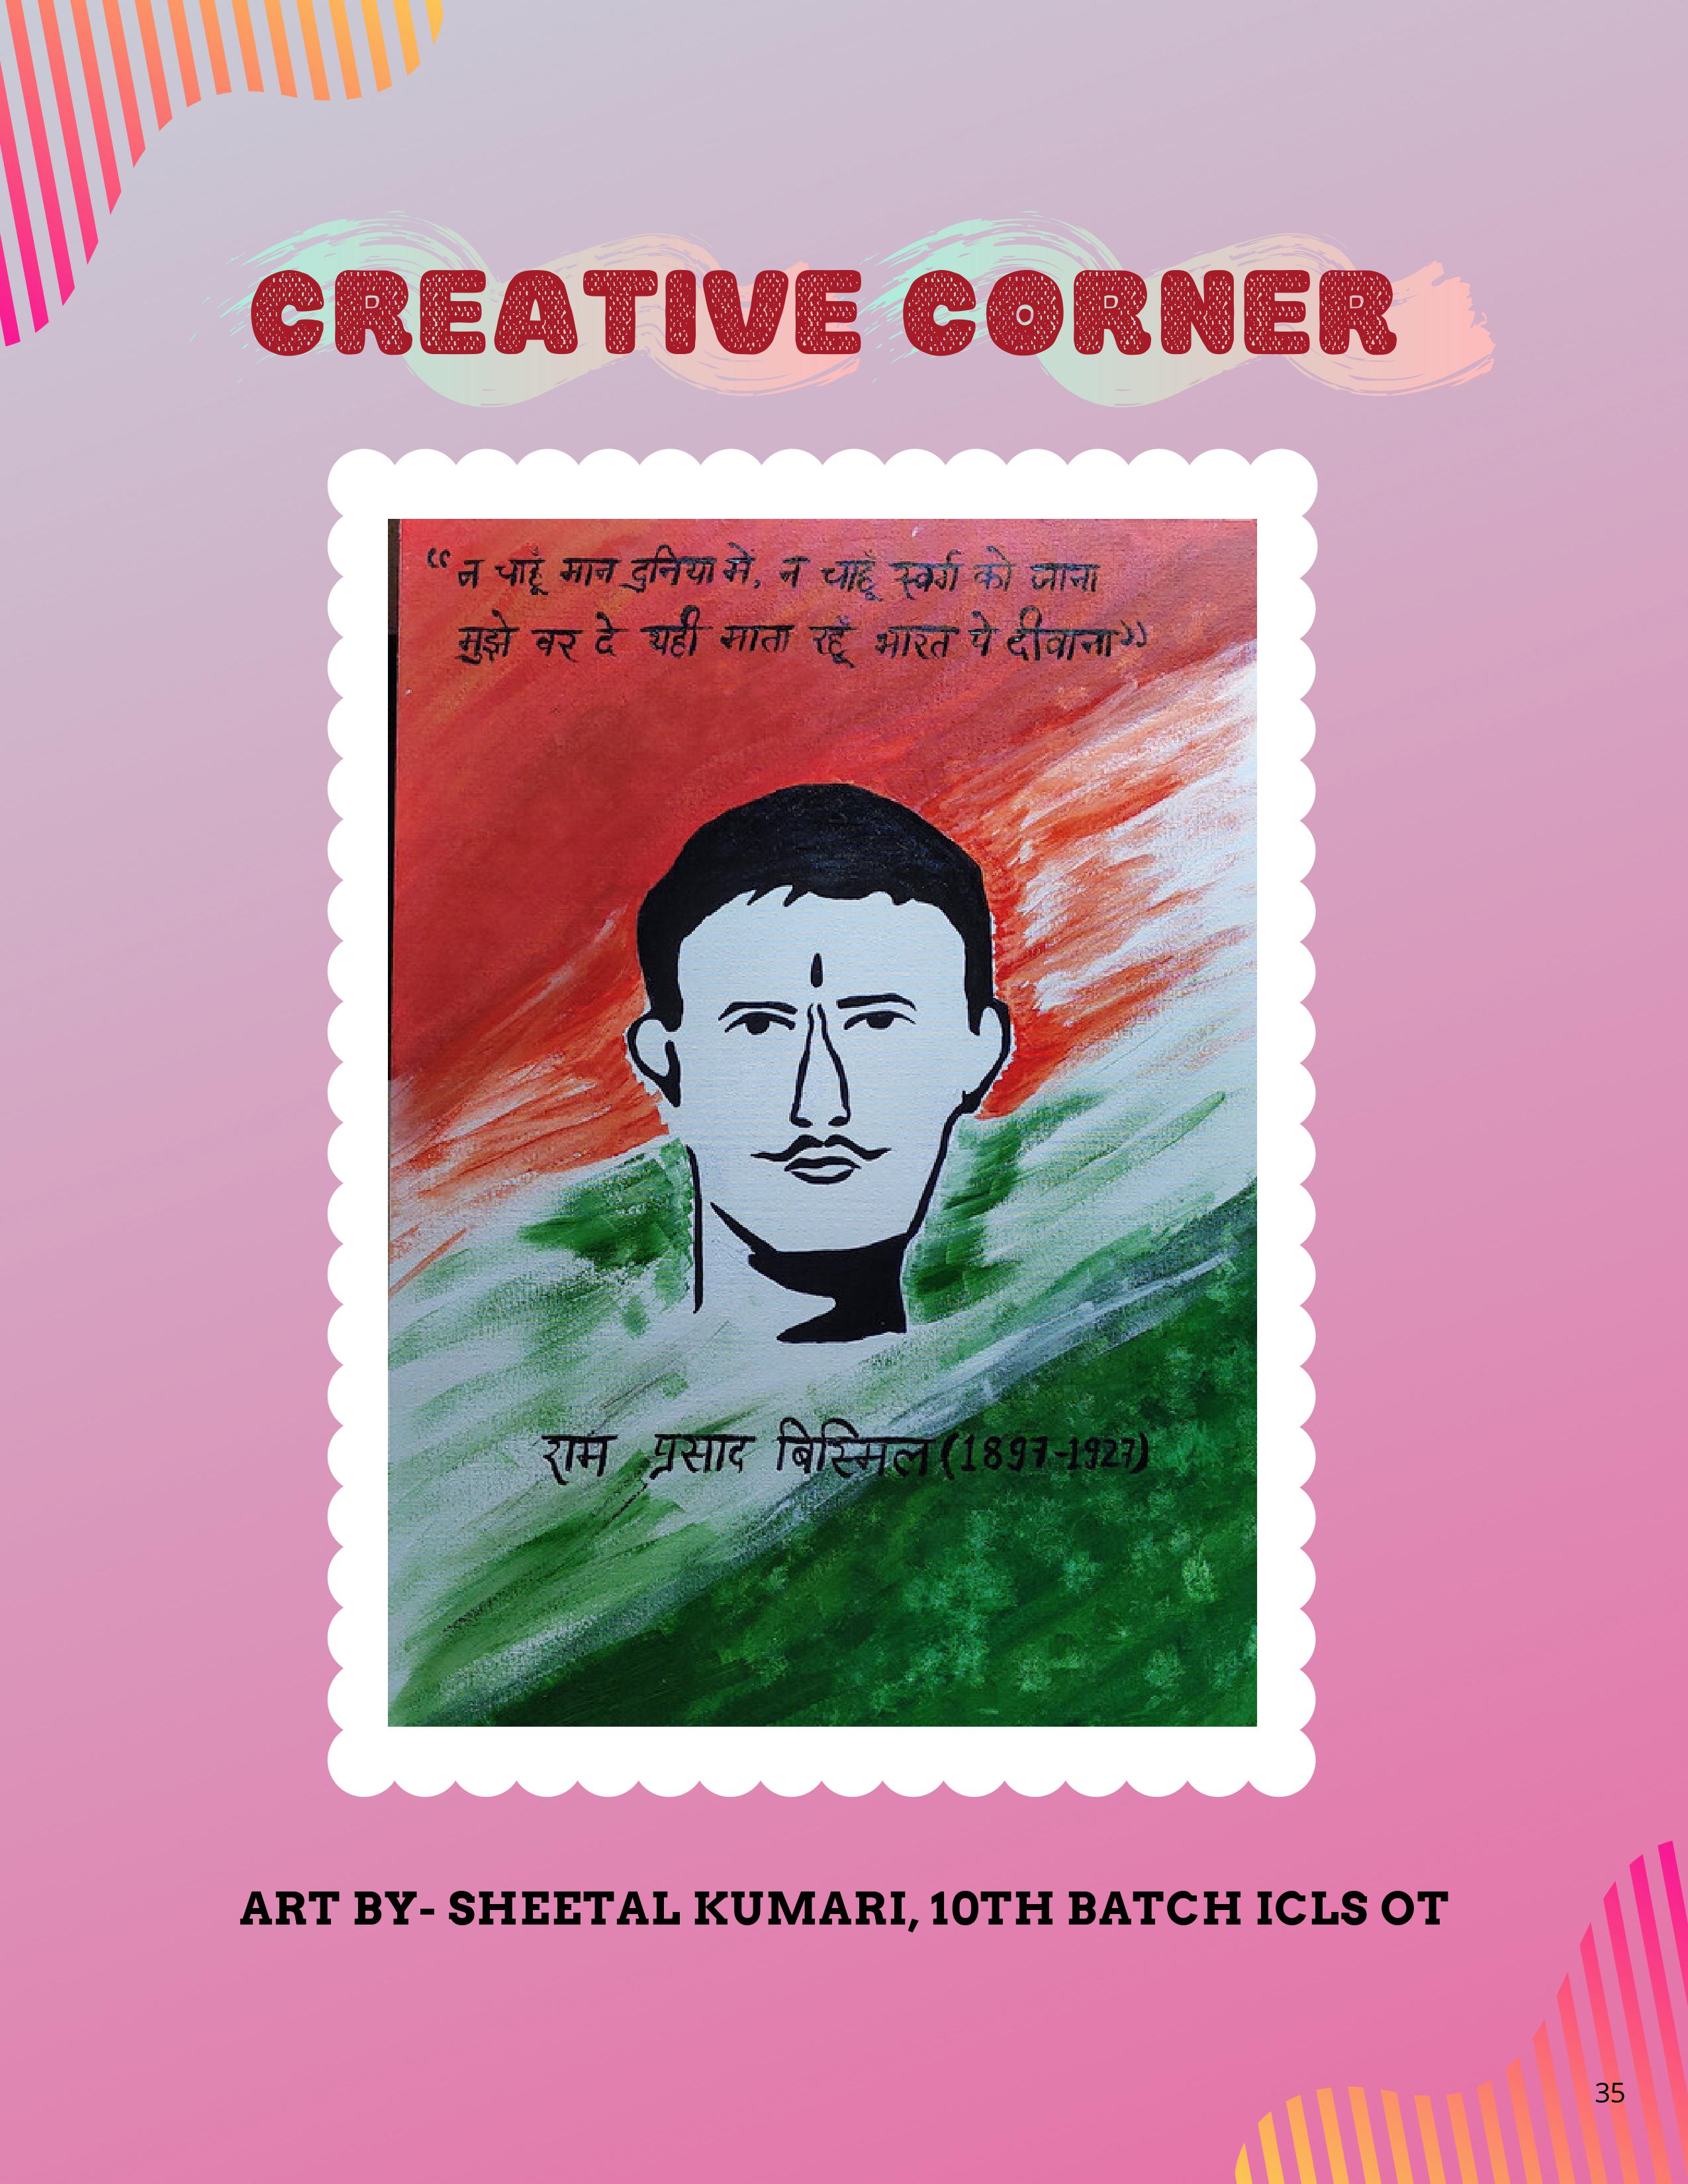 CREATIVE CORNER
“न चाहूँ मान दुनिया में, न चाहूँ स्वर्ग को जाना
मुझे वर दे यही माता रहूँ भारत पे दीवाना”
राम प्रसाद बिस्मिल (1897-1927)
ART BY- SHEETAL KUMARI, 10TH BATCH ICLS OT
35